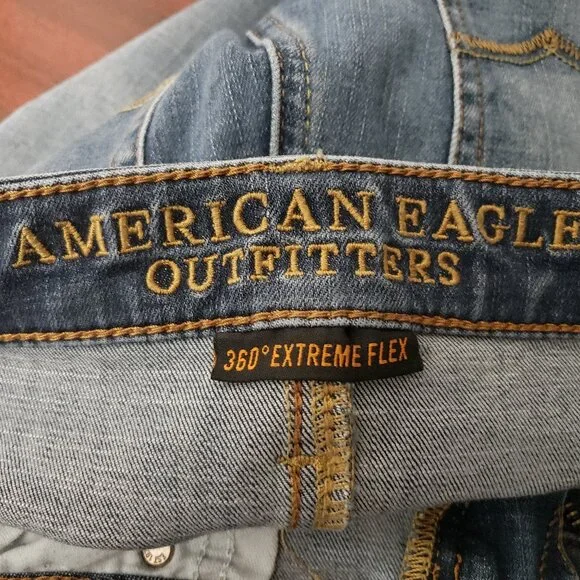 AMERICAN EAGLE
OUTFITTERS
360° EXTREME FLEX